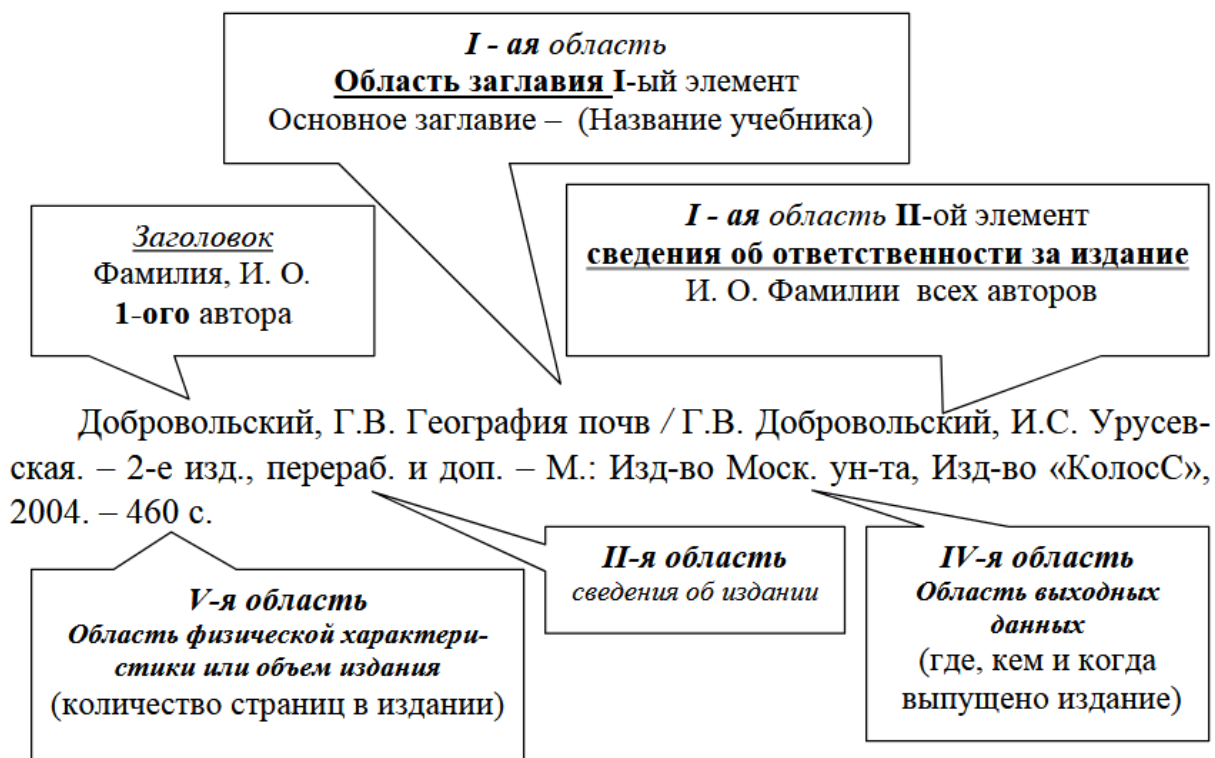 I - ая область
Область заглавия I-ый элемент
Основное заглавие – (Название учебника)
Заголовок
Фамилия, И. О.
1-ого автора
I - ая область II-ой элемент
сведения об ответственности за издание
И. О. Фамилии всех авторов
Добровольский, Г.В. География почв / Г.В. Добровольский, И.С. Урусев-
ская. – 2-е изд., перераб. и доп. – М.: Изд-во Моск. ун-та, Изд-во «КолосС»,
2004. – 460 с.
V-я область
Область физической характери-
стики или объем издания
(количество страниц в издании)
II-я область
сведения об издании
IV-я область
Область выходных
данных
(где, кем и когда
выпущено издание)